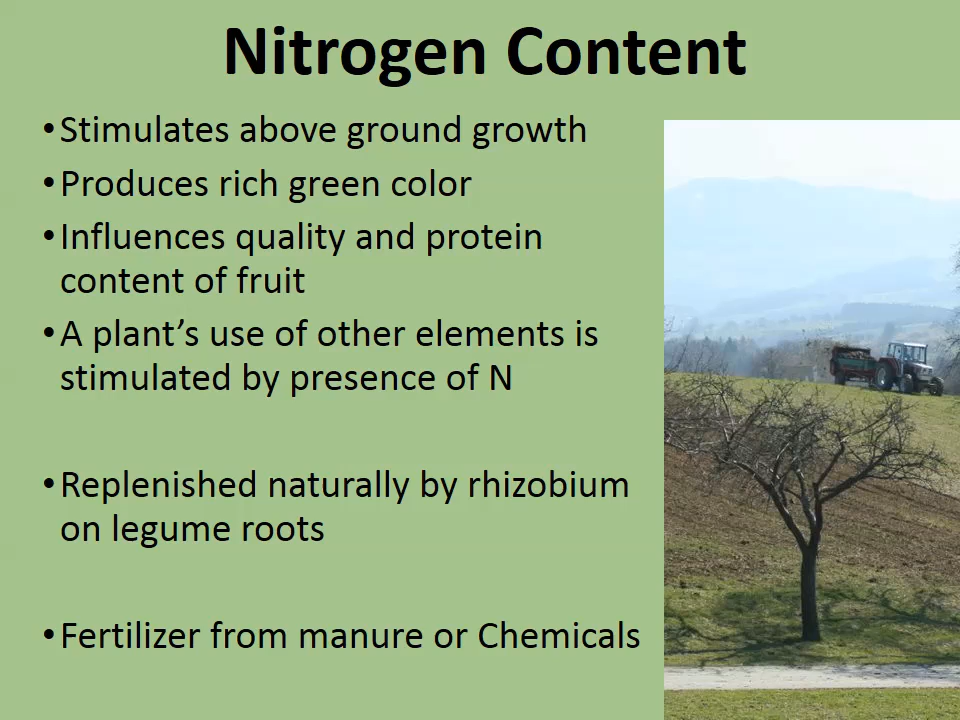 Nitrogen Content
•Stimulates above ground growth
•Produces rich green color
•Influences quality and protein
content of fruit
•A plant’s use of other elements is
stimulated by presence of N
•Replenished naturally by rhizobium
on legume roots
•Fertilizer from manure or Chemicals